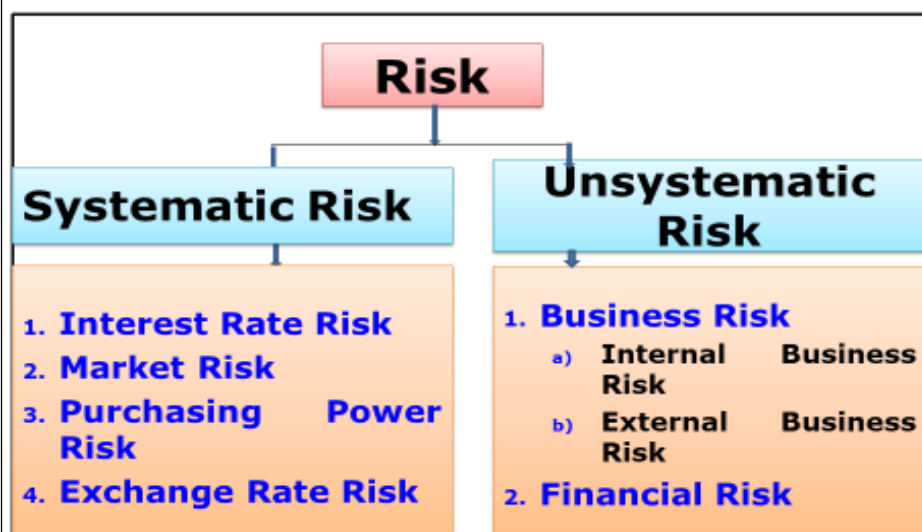 Risk
Systematic Risk
Unsystematic
Risk
1. Interest Rate Risk
2. Market Risk
3. Purchasing Power
Risk
4. Exchange Rate Risk
1. Business Risk
a) Internal Business
Risk
b) External Business
Risk
2. Financial Risk